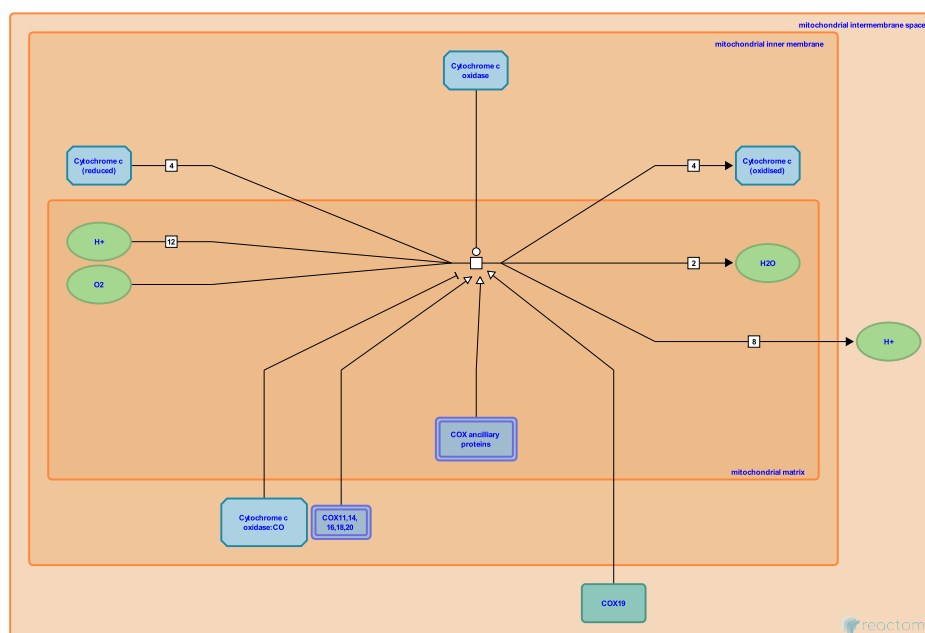 mitochondrial intermembrane space
mitochondrial inner membrane
Cytochrome c
oxidase
Cytochrome c
(reduced)
4
4
Cytochrome c
(oxidised)
H+
12
O2
2
H2O
8
H+
COX ancilliary
proteins
mitochondrial matrix
Cytochrome c
oxidase:CO
COX11,14,
16,18,20
COX19
reactom